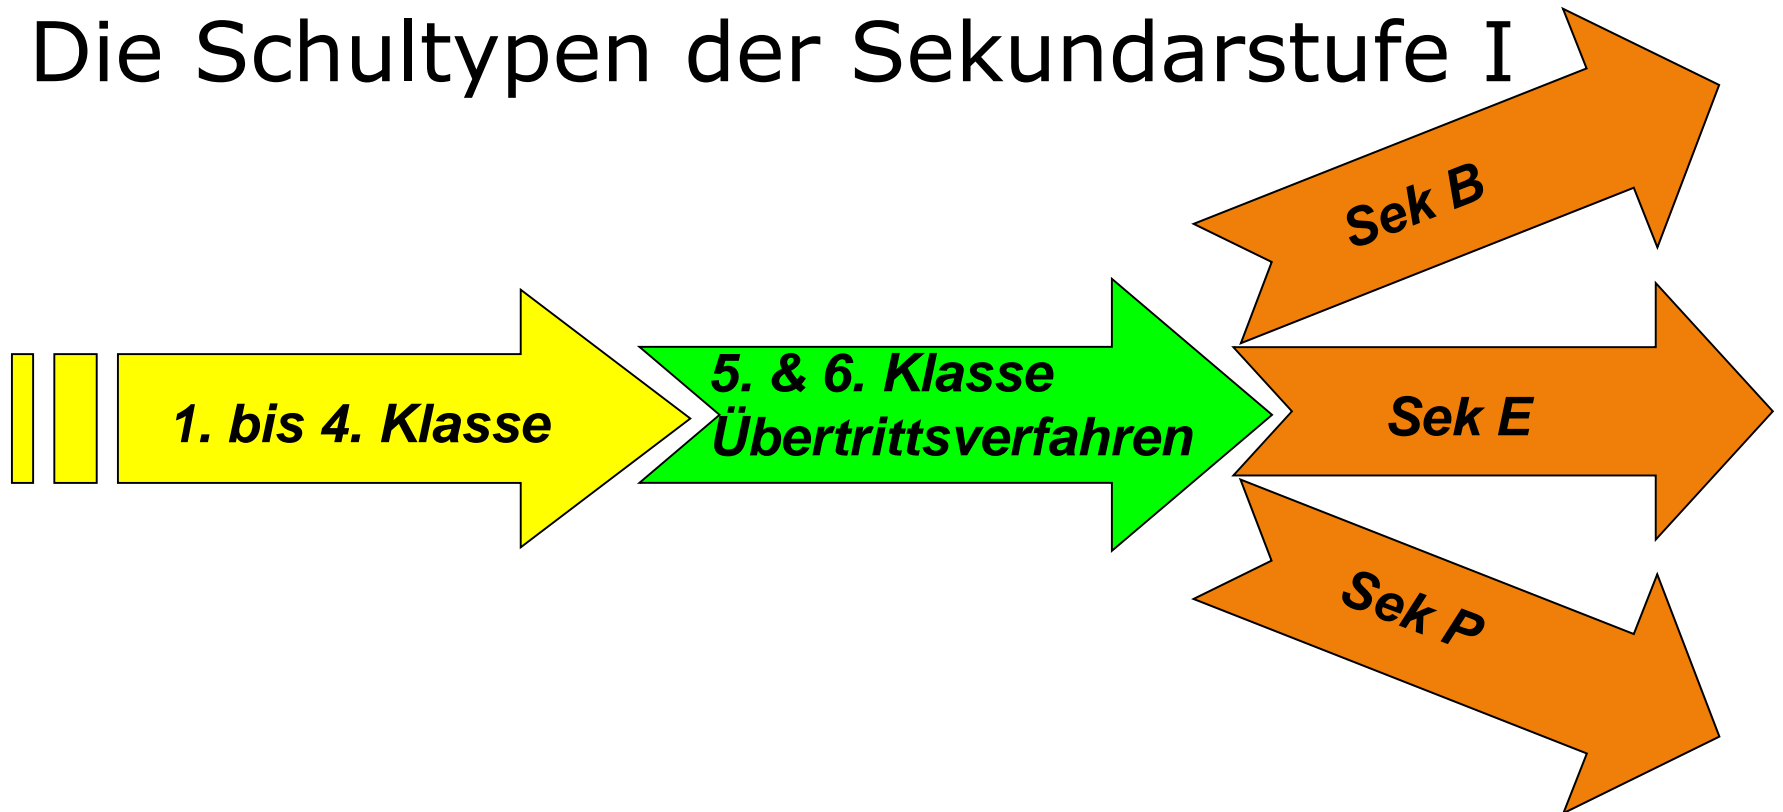 Die Schultypen der Sekundarstufe I
1. bis 4. Klasse
5. & 6. Klasse
Übertrittsverfahren
Sek B
Sek E
Sek P